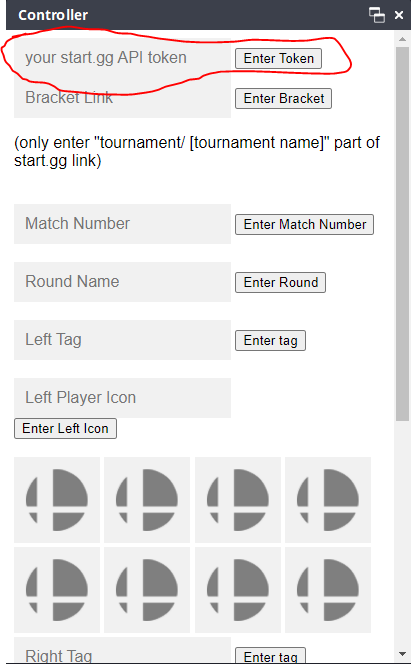 Controller
your start.gg API token Enter Token
Bracket Link Enter Bracket
(only enter "tournament/ [tournament name]" part of
start.gg link)
Match Number Enter Match Number
Round Name Enter Round
Left Tag Enter tag
Left Player Icon
Enter Left Icon
Right Tag Enter tag